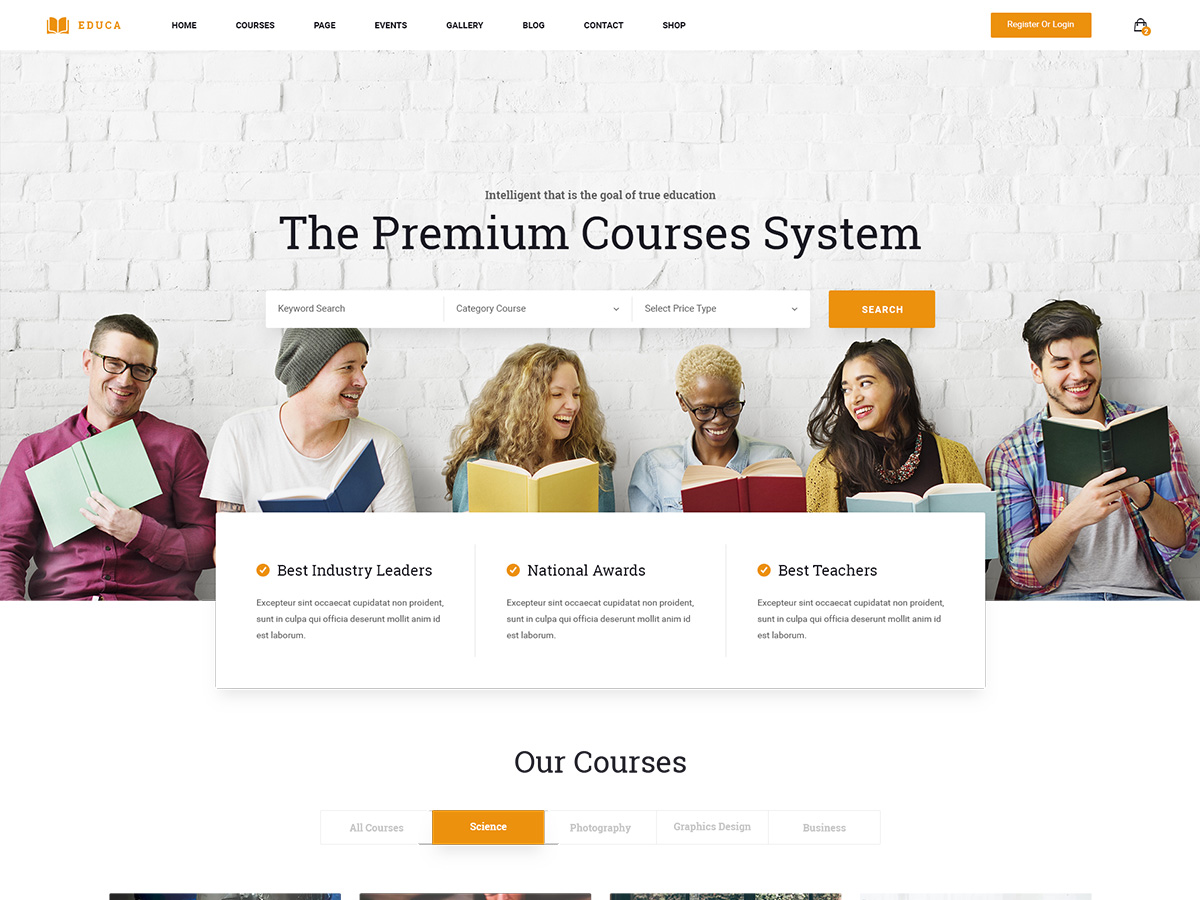 EDUCA
HOME
COURSES
PAGE
EVENTS
GALLERY
BLOG
CONTACT
SHOP
Register Or Login
2
Intelligent that is the goal of true education
The Premium Courses System
Keyword Search
Category Course
Select Price Type
SEARCH
Best Industry Leaders
Excepteur sint occaecat cupidatat non proident,
sunt in culpa qui officia deserunt mollit anim id
est laborum.
National Awards
Excepteur sint occaecat cupidatat non proident,
sunt in culpa qui officia deserunt mollit anim id
est laborum.
Best Teachers
Excepteur sint occaecat cupidatat non proident,
sunt in culpa qui officia deserunt mollit anim id
est laborum.
Our Courses
All Courses
Science
Photography
Graphics Design
Business